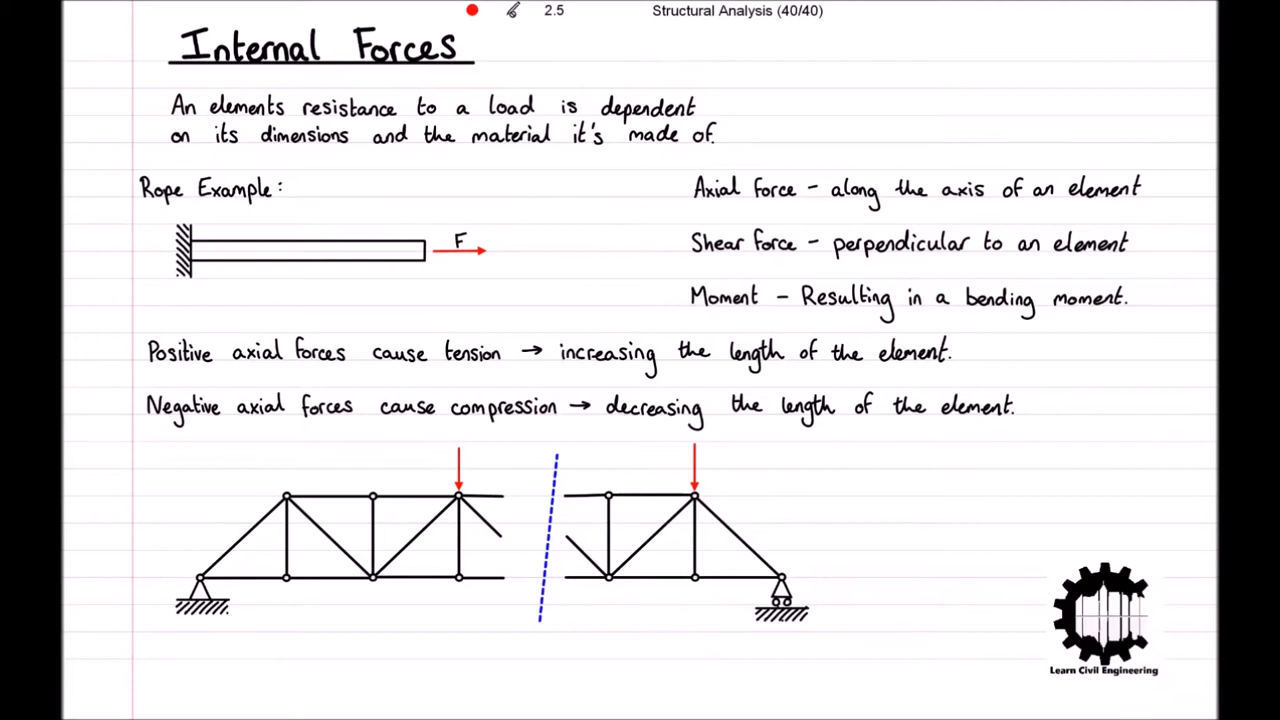 2.5
Structural Analysis (40/40)
Internal Forces
An elements resistance to a load is dependent
on its dimensions and the material it's made of.
Rope Example:
F
Axial force - along the axis of an element
Shear force - perpendicular to an element
Moment - Resulting in a bending moment.
Positive axial forces cause tension → increasing the length of the element.
Negative axial forces cause compression → decreasing the length of the element.
Learn Civil Engineering